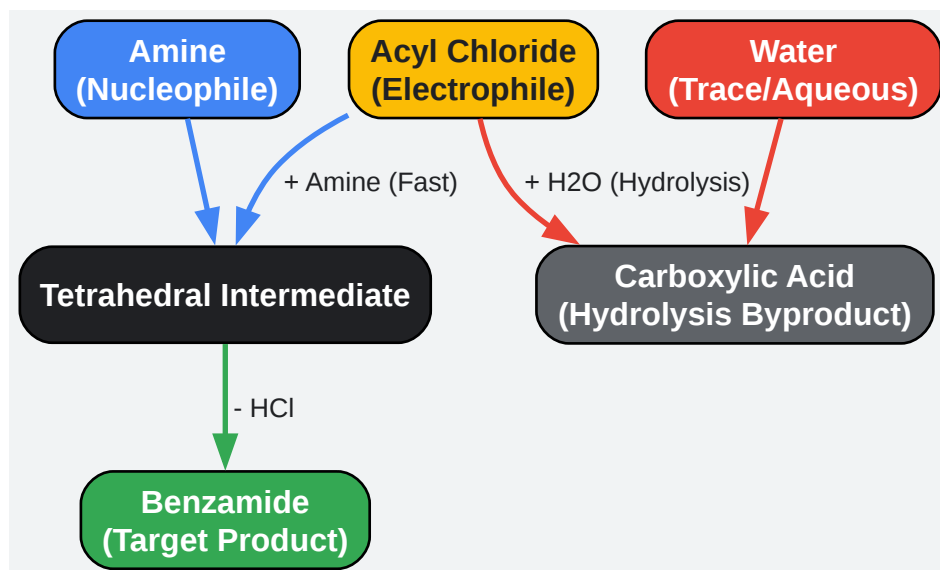 Amine
(Nucleophile)
Acyl Chloride
(Electrophile)
Water
(Trace/Aqueous)
+ Amine (Fast)
+ H2O (Hydrolysis)
Tetrahedral Intermediate
Carboxylic Acid
(Hydrolysis Byproduct)
- HCl
Benzamide
(Target Product)